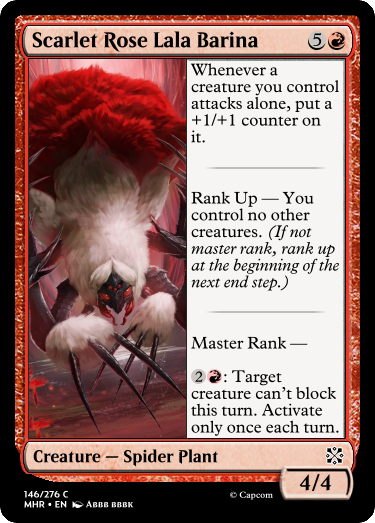 Scarlet Rose Lala Barina 5
Whenever a
creature you control
attacks alone, put a
+1/+1 counter on
it.
Rank Up — You
control no other
creatures. (If not
master rank, rank up
at the beginning of the
next end step.)
Master Rank —
2 : Target
creature can't block
this turn. Activate
only once each turn.
Creature — Spider Plant
4/4
146/276 C
MHR • EN ABBB BBBK
© Capcom